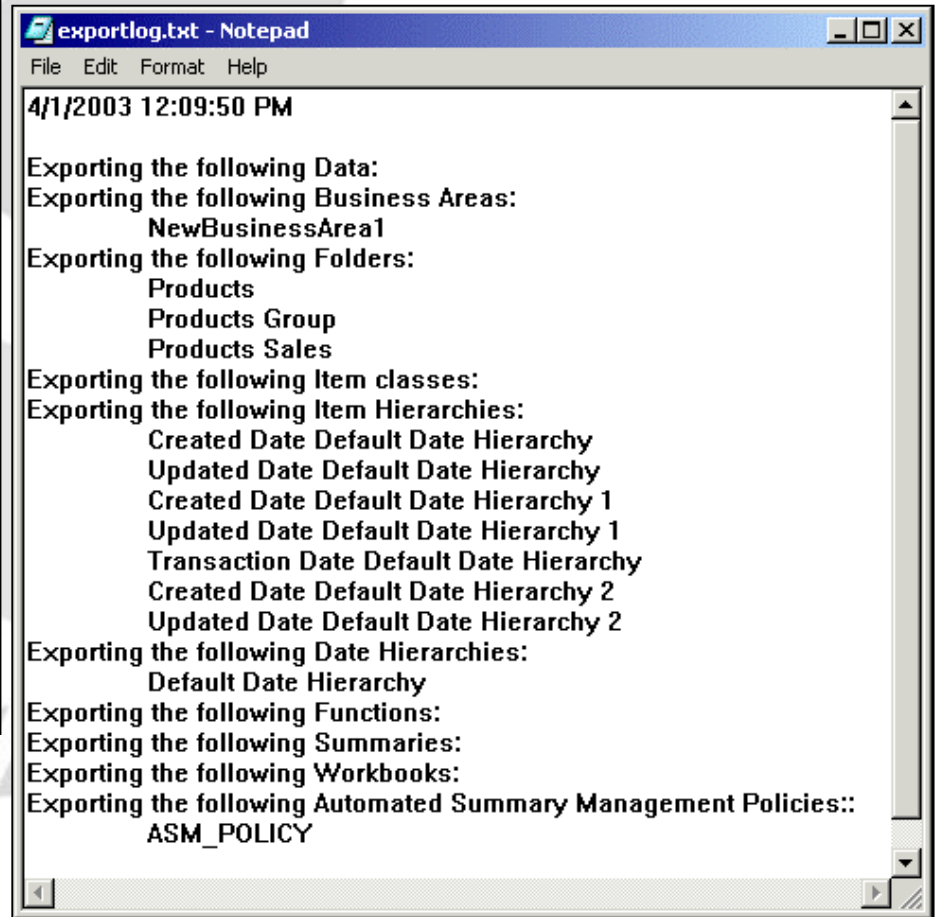 exportlog.txt - Notepad
File Edit Format Help
4/1/2003 12:09:50 PM
Exporting the following Data:
Exporting the following Business Areas:
NewBusinessArea1
Exporting the following Folders:
Products
Products Group
Products Sales
Exporting the following Item classes:
Exporting the following Item Hierarchies:
Created Date Default Date Hierarchy
Updated Date Default Date Hierarchy
Created Date Default Date Hierarchy 1
Updated Date Default Date Hierarchy 1
Transaction Date Default Date Hierarchy
Created Date Default Date Hierarchy 2
Updated Date Default Date Hierarchy 2
Exporting the following Date Hierarchies:
Default Date Hierarchy
Exporting the following Functions:
Exporting the following Summaries:
Exporting the following Workbooks:
Exporting the following Automated Summary Management Policies::
ASM_POLICY